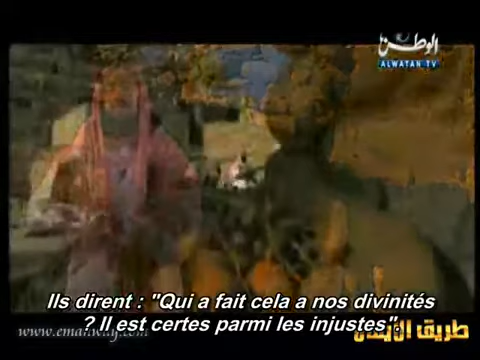 الوطن
ALWATAN TV
Ils dirent : "Qui a fait cela a nos divinités
? Il est certes parmi les injustes".
www.emanway.com
طريق الإيمان